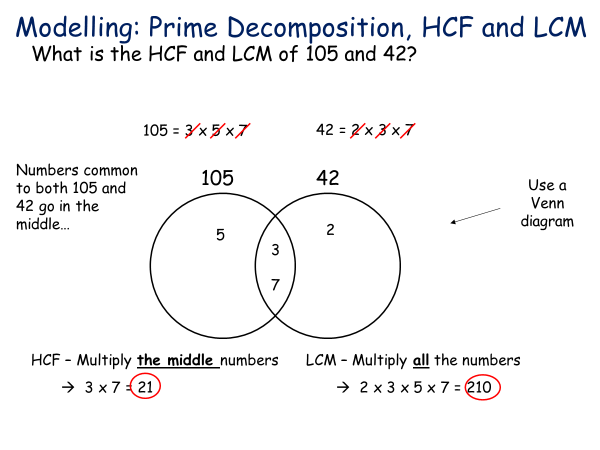 Modelling: Prime Decomposition, HCF and LCM
What is the HCF and LCM of 105 and 42?
105 = 3 x 5 x 7
42 = 2 x 3 x 7
Numbers common
to both 105 and
42 go in the
middle…
105
42
Use a
Venn
diagram
5
2
3
7
HCF – Multiply the middle numbers
→ 3 x 7 = 21
LCM – Multiply all the numbers
→ 2 x 3 x 5 x 7 = 210